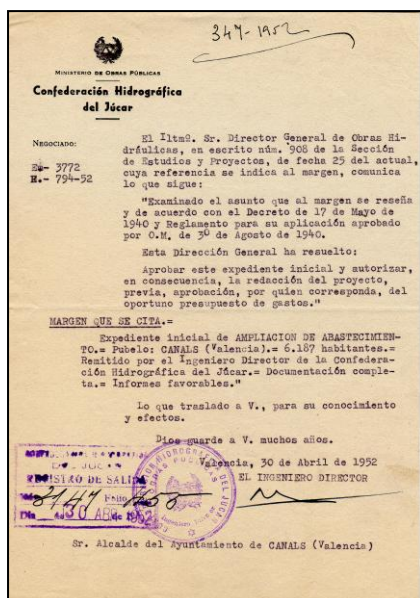 347-1952
MINISTERIO DE OBRAS PÚBLICAS
Confederación Hidrográfica
del Júcar
NEGOCIADO:
Es- 3772
H.- 794-52
El Iltmº. Sr. Director General de Obras Hi-
dráulicas, en escrito núm. 908 de la Sección
de Estudios y Proyectos, de fecha 25 del actual,
cuya referencia se indica al margen, comunica
lo que sigue:
"Examinado el asunto que al margen se reseña
y de acuerdo con el Decreto de 17 de Mayo de
1940 y Reglamento para su aplicación aprobado
por O.M. de 30 de Agosto de 1940.
Esta Dirección General ha resuelto:
Aprobar este expediente inicial y autorizar,
en consecuencia, la redacción del proyecto,
previa, aprobación, por quien corresponda, del
oportuno presupuesto de gastos."
MARGEN QUE SE CITA.=
Expediente inicial de AMPLIACION DE ABASTECIMIEN-
TO.= Pubelo: CANALS (Valencia).= 6.187 habitantes.=
Remitido por el Ingeniero Director de la Confedera-
ción Hidrográfica del Júcar.= Documentación comple-
ta.= Informes favorables."
Lo que traslado a V., para su conocimiento
y efectos.
Dios guarde a V. muchos años.
Valencia, 30 de Abril de 1952
EL INGENIERO DIRECTOR
DEL JUCAR
REGISTRO DE SALIDA
3147 Folio 255
Día 30 ABR de 1952
Sr. Alcalde del Ayuntamiento de CANALS (Valencia)